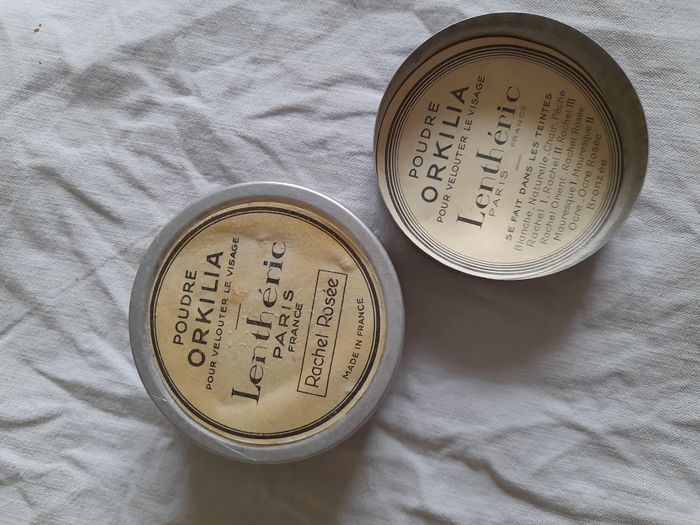 POUDRE
ORKILIA
POUR VELOUTER LE VISAGE
Lenthéric
PARIS
FRANCE
Rachel Rosée
MADE IN FRANCE
POUDRE
ORKILIA
POUR VELOUTER LE VISAGE
Lenthéric
PARIS — FRANCE
SE FAIT DANS LES TEINTES
Blanche, Naturelle, Chair, Pêche
Rachel I, Rachel II, Rachel III
Rachel Orient, Rachel Rosée
Mauresque I, Mauresque II
Ocre, Ocre Rosée
Bronzée